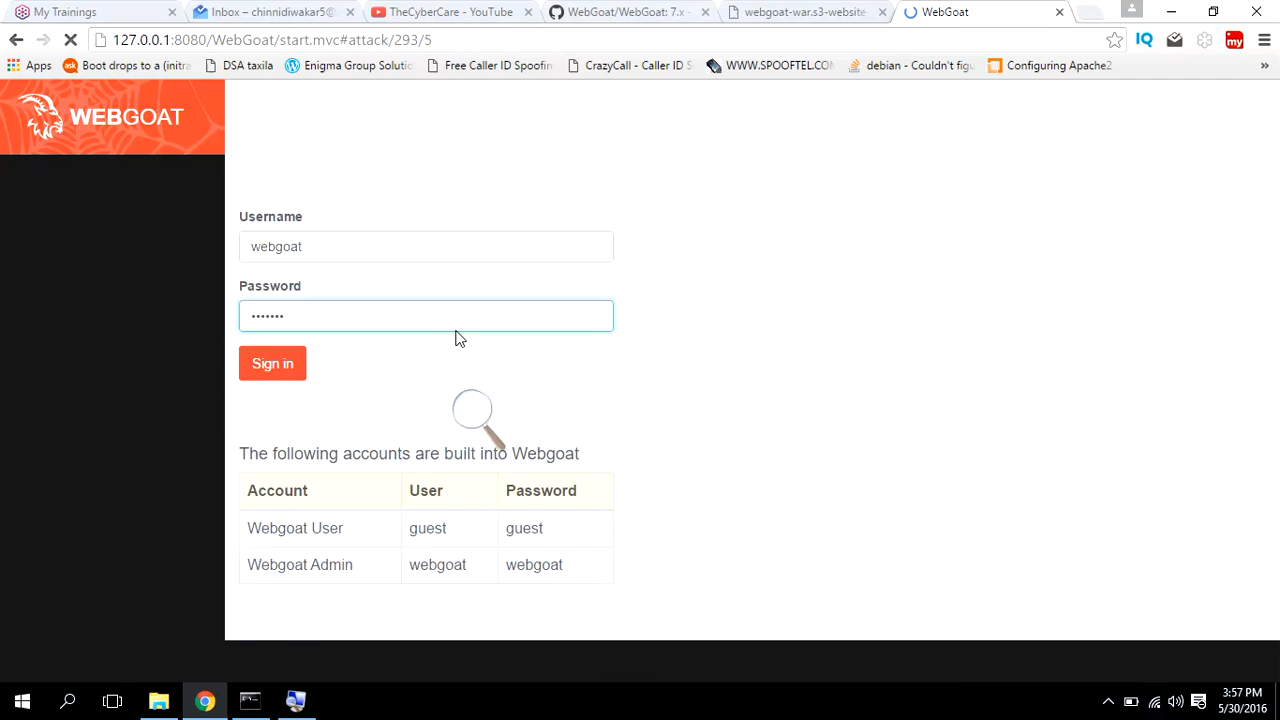 My Trainings
Inbox – chinnidiwakar5@
TheCyberCare - YouTube
WebGoat/WebGoat: 7.x -
webgoat-war.s3-website
WebGoat
127.0.0.1:8080/WebGoat/start.mvc#attack/293/5
IQ
my
Apps
ask
Boot drops to a (initra
DSA taxila
Enigma Group Soluti
Free Caller ID Spoofin
CrazyCall - Caller ID S
WWW.SPOOFTEL.COM
debian - Couldn't figu
Configuring Apache2
»
WEBGOAT
Username
webgoat
Password
•••••••
Sign in
The following accounts are built into Webgoat
Account User Password
Webgoat User guest guest
Webgoat Admin webgoat webgoat
3:57 PM
5/30/2016